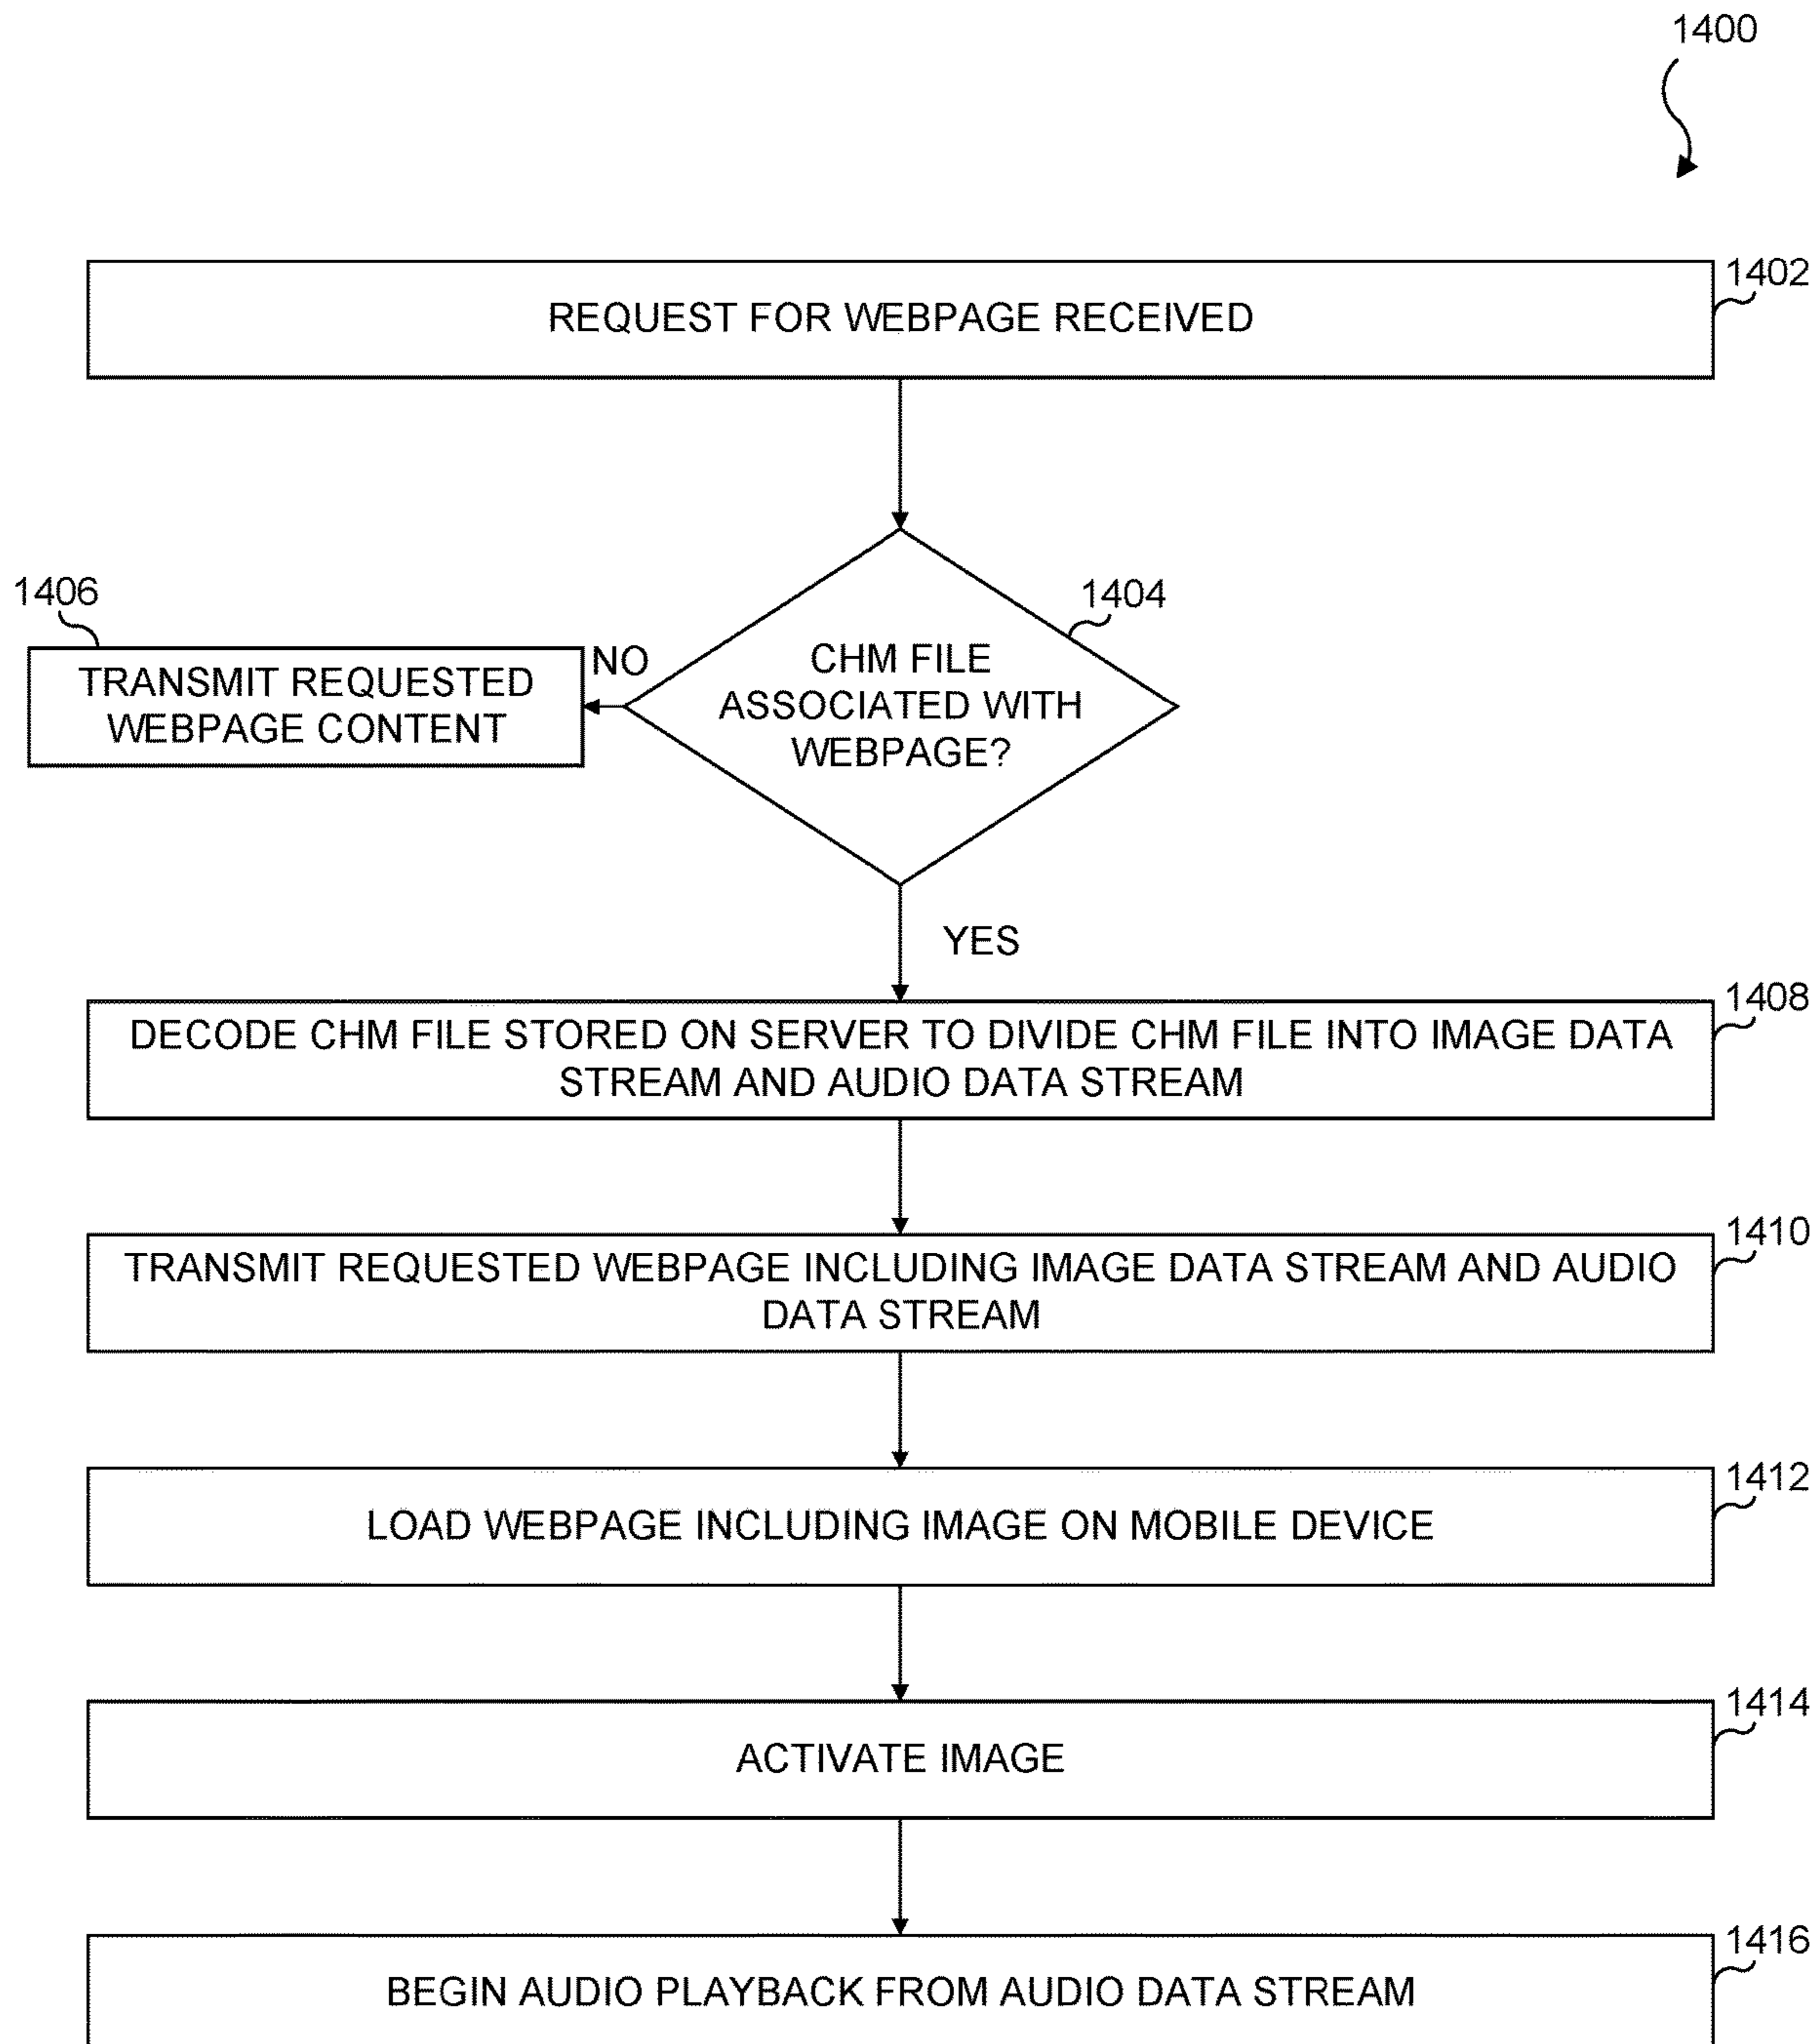 1400
REQUEST FOR WEBPAGE RECEIVED
1402
1406
1404
TRANSMIT REQUESTED
WEBPAGE CONTENT
NO
CHM FILE
ASSOCIATED WITH
WEBPAGE?
YES
1408
DECODE CHM FILE STORED ON SERVER TO DIVIDE CHM FILE INTO IMAGE DATA
STREAM AND AUDIO DATA STREAM
1410
TRANSMIT REQUESTED WEBPAGE INCLUDING IMAGE DATA STREAM AND AUDIO
DATA STREAM
1412
LOAD WEBPAGE INCLUDING IMAGE ON MOBILE DEVICE
1414
ACTIVATE IMAGE
1416
BEGIN AUDIO PLAYBACK FROM AUDIO DATA STREAM